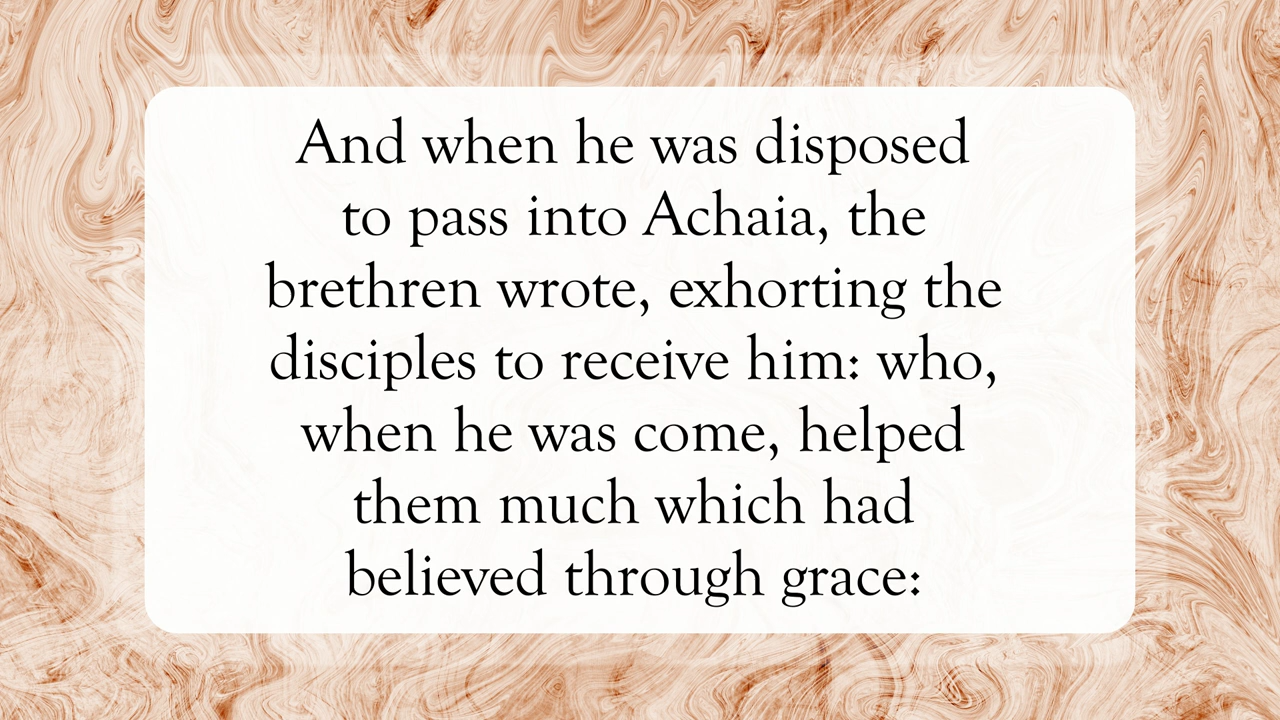 And when he was disposed
to pass into Achaia, the
brethren wrote, exhorting the
disciples to receive him: who,
when he was come, helped
them much which had
believed through grace: